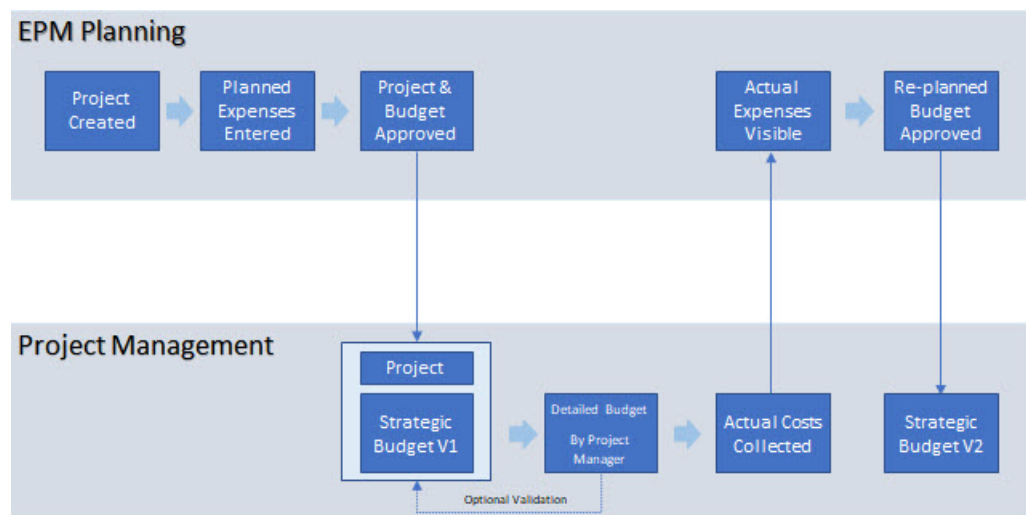 EPM Planning
Project
Created
Planned
Expenses
Entered
Project &
Budget
Approved
Actual
Expenses
Visible
Re-planned
Budget
Approved
Project Management
Project
Strategic
Budget V1
Detailed Budget
By Project
Manager
Actual Costs
Collected
Strategic
Budget V2
Optional Validation